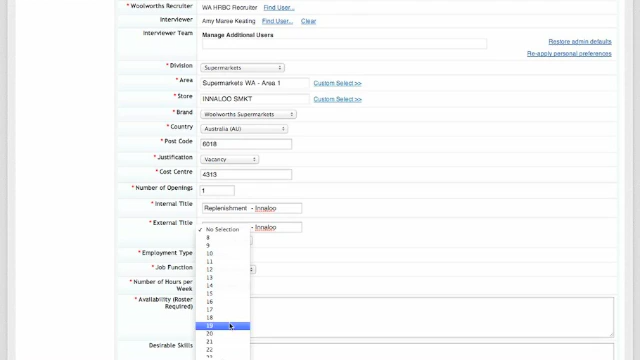 * Woolworths Recruiter WA HRBC Recruiter Find User...
* Interviewer Amy Maree Keating Find User... Clear
Interviewer Team Manage Additional Users
Restore admin defaults
Re-apply personal preferences
* Division Supermarkets
* Area Supermarkets WA - Area 1 Custom Select >>
* Store INNALOO SMKT Custom Select >>
* Brand Woolworths Supermarkets
* Country Australia (AU)
* Post Code 6018
* Justification Vacancy
* Cost Centre 4313
* Number of Openings 1
* Internal Title Replenishment - Innaloo
* External Title - Innaloo
✓ No Selection
8
9
* Employment Type 10
11
* Job Function 12
13
* Number of Hours per Week 14
15
* Availability (Roster Required) 16
17
18
19
20
21
Desirable Skills 22
23